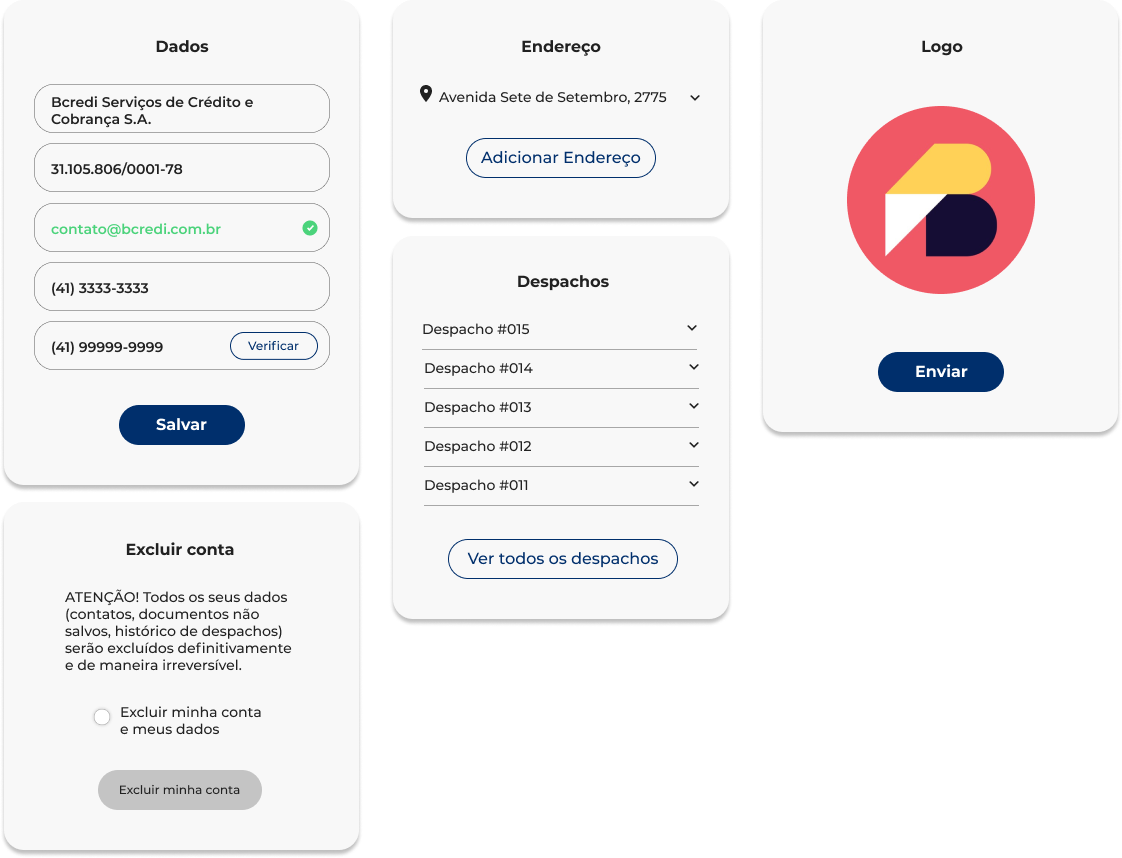 Dados
Bcredi Serviços de Crédito e
Cobrança S.A.
31.105.806/0001-78
contato@bcredi.com.br
(41) 3333-3333
(41) 99999-9999
Verificar
Salvar
Excluir conta
ATENÇÃO! Todos os seus dados
(contatos, documentos não
salvos, histórico de despachos)
serão excluídos definitivamente
e de maneira irreversível.
Excluir minha conta
e meus dados
Excluir minha conta
Endereço
Avenida Sete de Setembro, 2775
Adicionar Endereço
Despachos
Despacho #015
Despacho #014
Despacho #013
Despacho #012
Despacho #011
Ver todos os despachos
Logo
Enviar